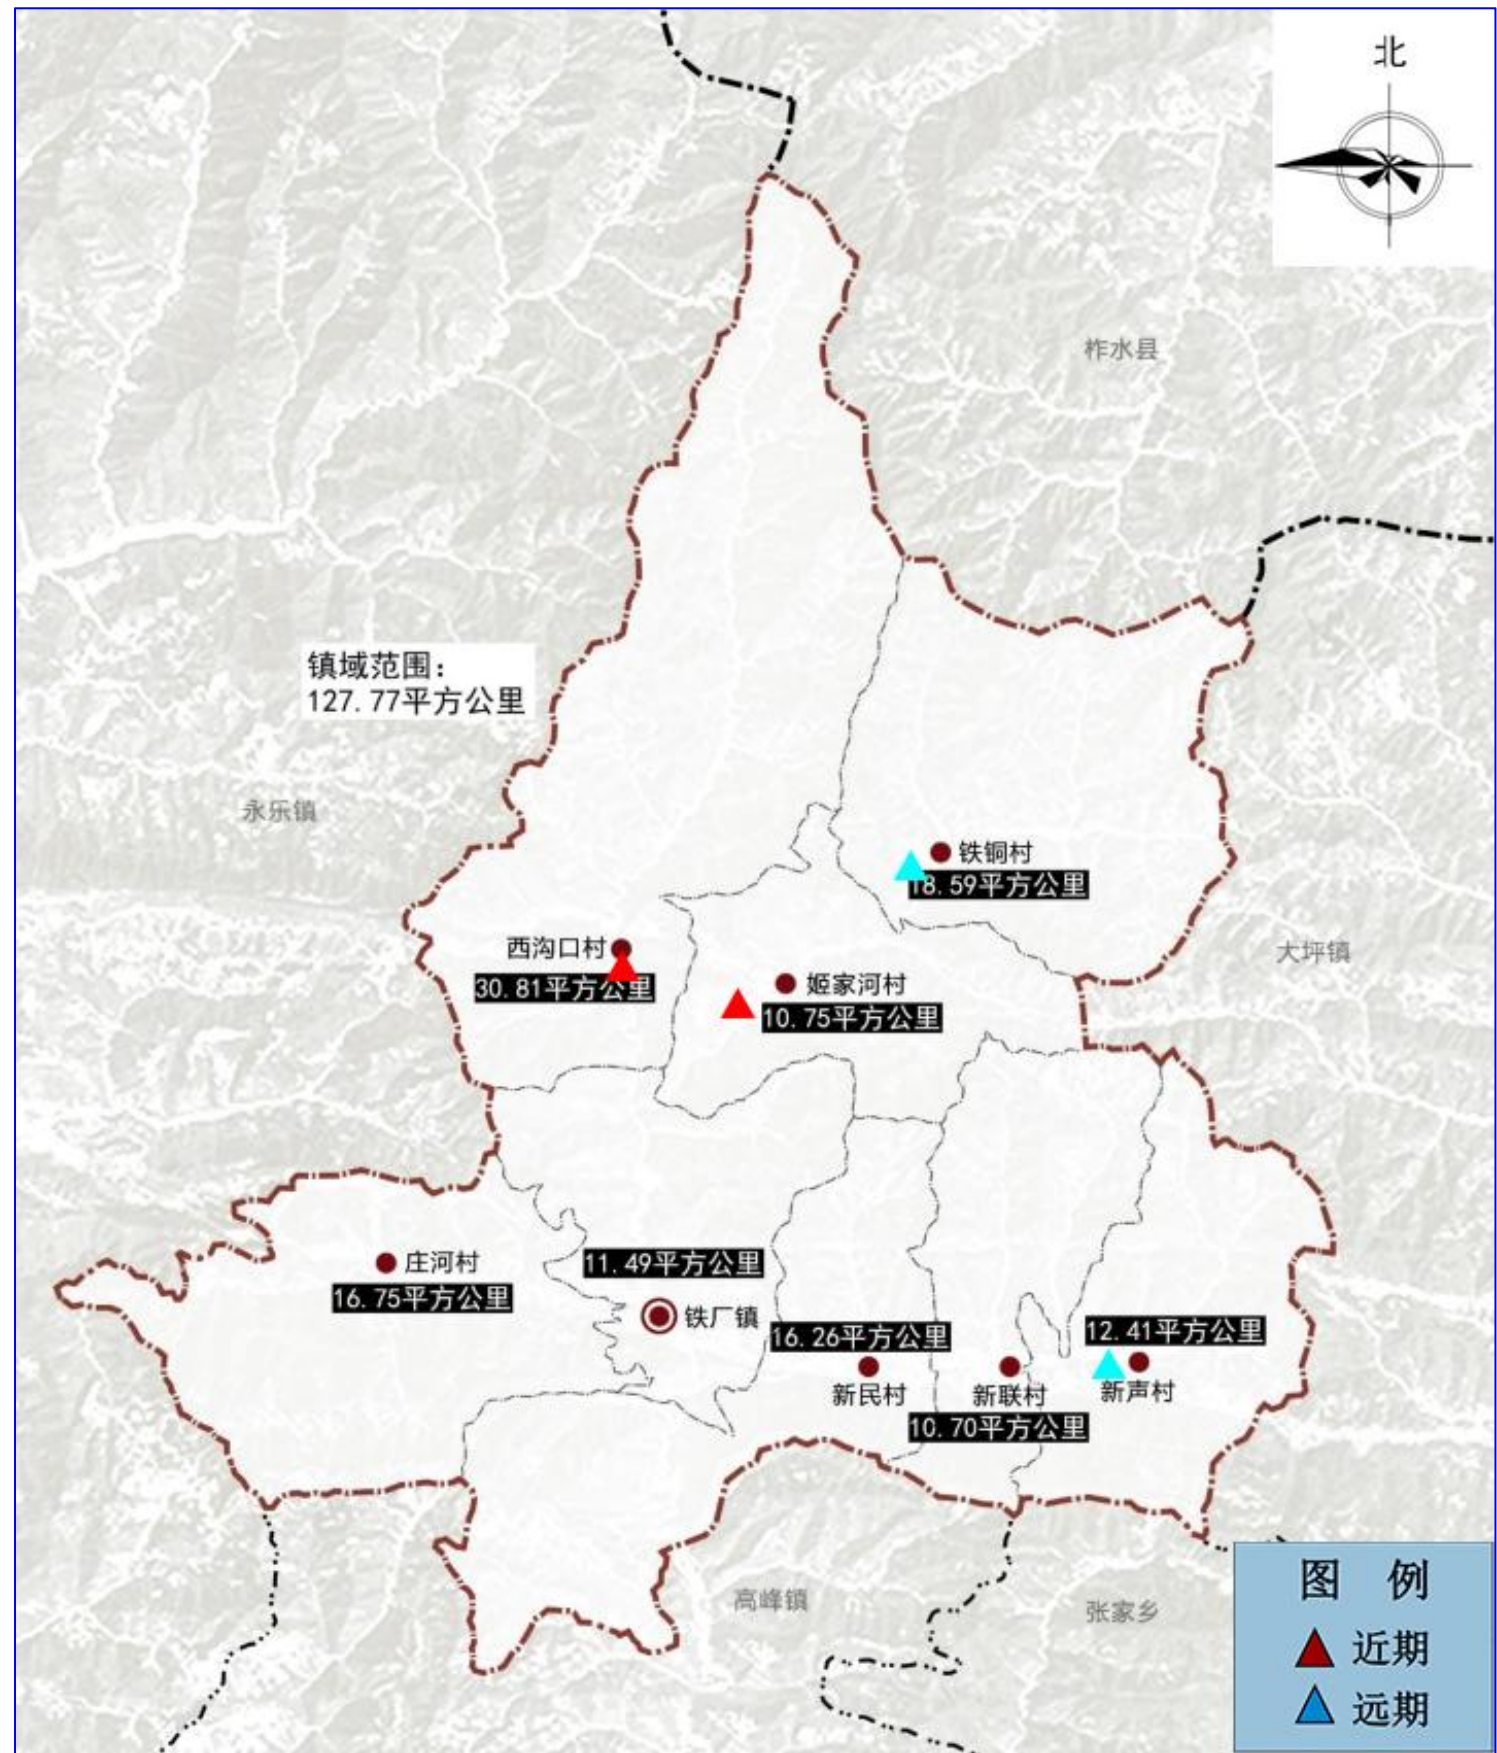 北
柞水县
镇域范围：
127.77平方公里
永乐镇
铁铜村
18.59平方公里
西沟口村
30.81平方公里
大坪镇
姬家河村
10.75平方公里
庄河村
16.75平方公里
11.49平方公里
铁厂镇
16.26平方公里
新民村
新联村
10.70平方公里
12.41平方公里
新声村
高峰镇
张家乡
图 例
近期
远期